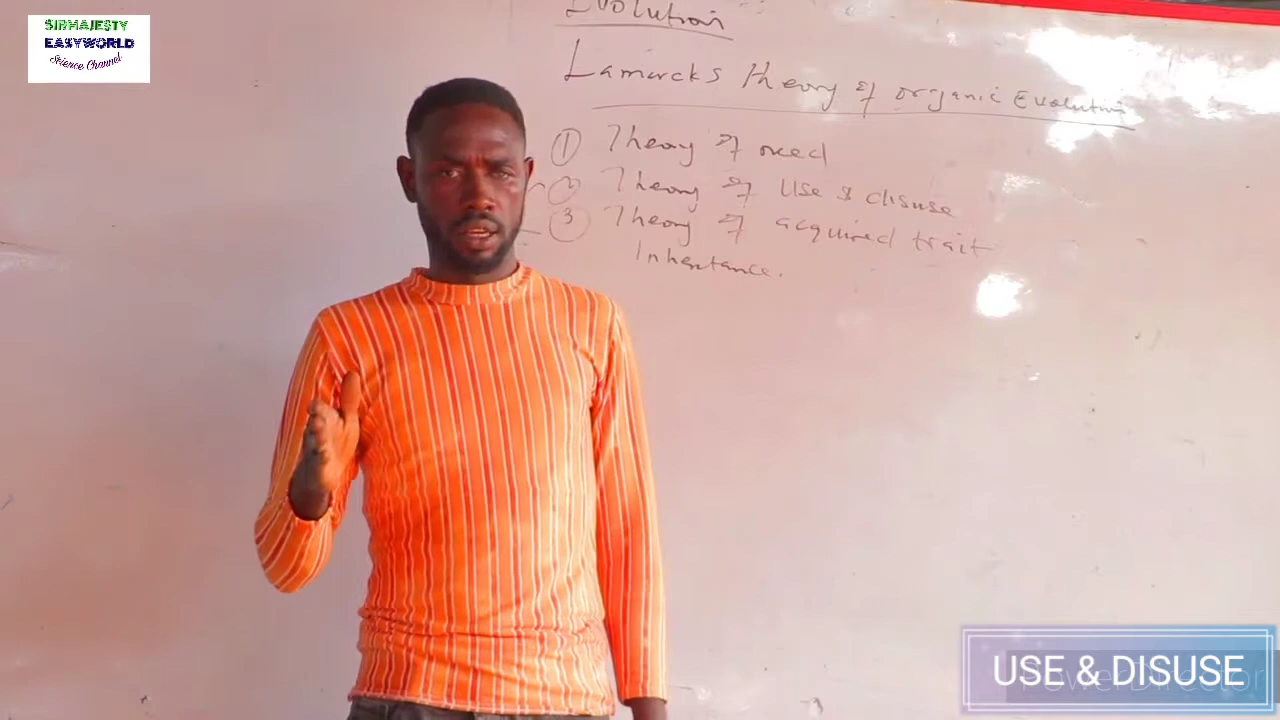 SIRMAJESTY
EASYWORLD
Science Channel
Evolution
Lamarcks Theory of organic Evolution
① Theory of need
② Theory of Use & disuse
③ Theory of acquired trait
Inheritance.
USE & DISUSE
PowerDirector